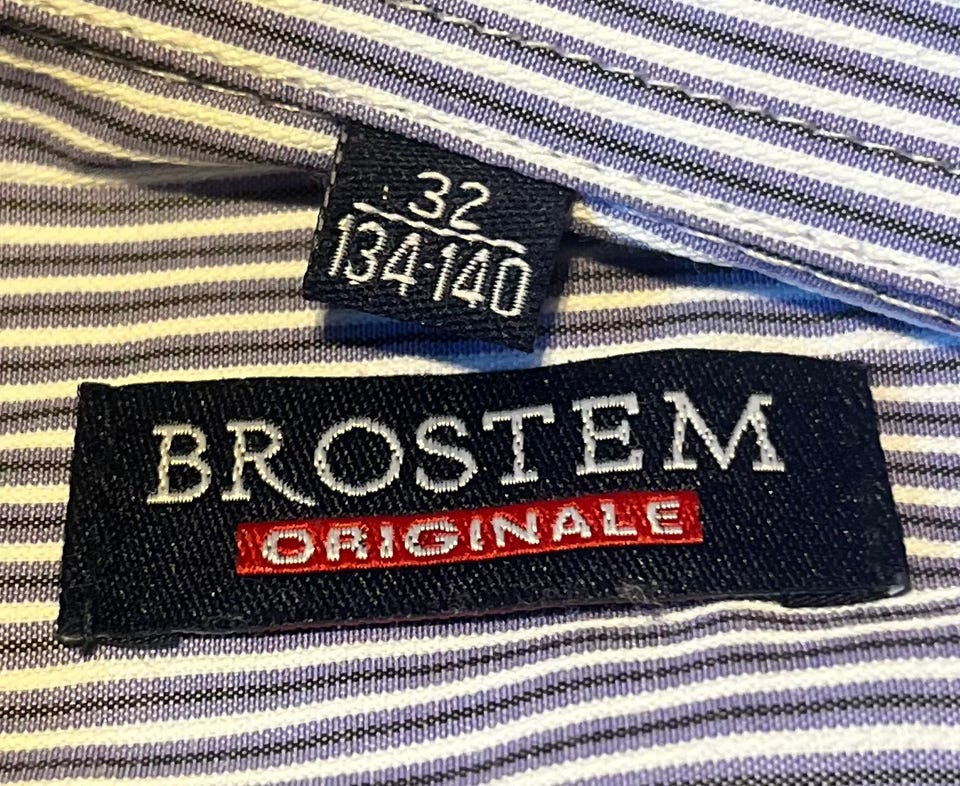 32
134-140
BROSTEM
ORIGINALE